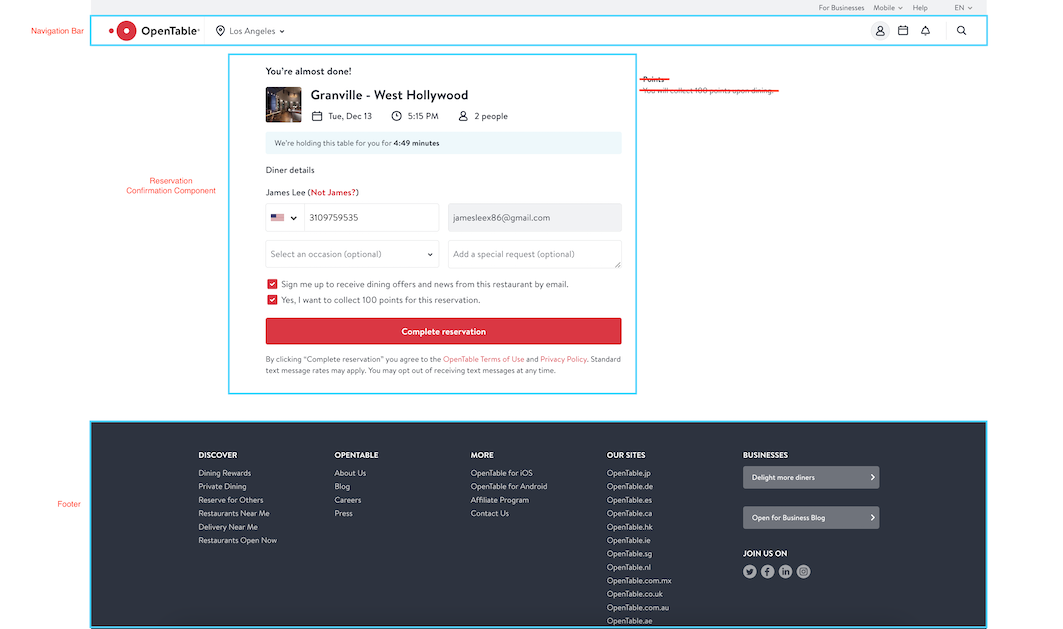 For Businesses Mobile Help EN
Navigation Bar
OpenTable Los Angeles
You're almost done!
Points
You will collect 100 points upon dining.
Granville - West Hollywood
Tue, Dec 13 5:15 PM 2 people
We're holding this table for you for 4:49 minutes
Diner details
Reservation
Confirmation Component
James Lee (Not James?)
3109759535 jamesleex86@gmail.com
Select an occasion (optional) Add a special request (optional)
Sign me up to receive dining offers and news from this restaurant by email.
Yes, I want to collect 100 points for this reservation.
Complete reservation
By clicking “Complete reservation” you agree to the OpenTable Terms of Use and Privacy Policy. Standard
text message rates may apply. You may opt out of receiving text messages at any time.
Footer
DISCOVER
Dining Rewards
Private Dining
Reserve for Others
Restaurants Near Me
Delivery Near Me
Restaurants Open Now
OPENTABLE
About Us
Blog
Careers
Press
MORE
OpenTable for iOS
OpenTable for Android
Affiliate Program
Contact Us
OUR SITES
OpenTable.jp
OpenTable.de
OpenTable.es
OpenTable.ca
OpenTable.hk
OpenTable.ie
OpenTable.sg
OpenTable.nl
OpenTable.com.mx
OpenTable.co.uk
OpenTable.com.au
OpenTable.ae
BUSINESSES
Delight more diners
Open for Business Blog
JOIN US ON